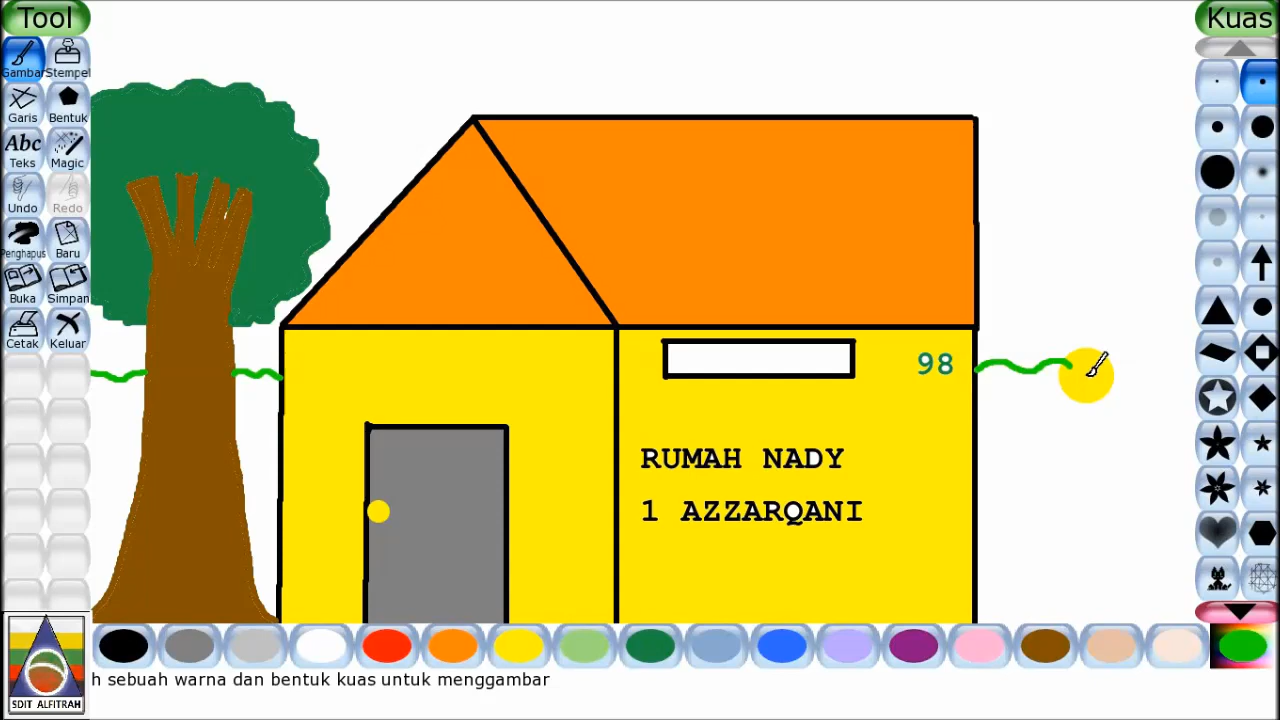 Tool
Kuas
Gambar
Stempel
Garis
Bentuk
Abc
Teks
Magic
Undo
Redo
Penghapus
Baru
Buka
Simpan
Cetak
Keluar
98
RUMAH NADY
1 AZZARQANI
SDIT ALFITRAH
h sebuah warna dan bentuk kuas untuk menggambar